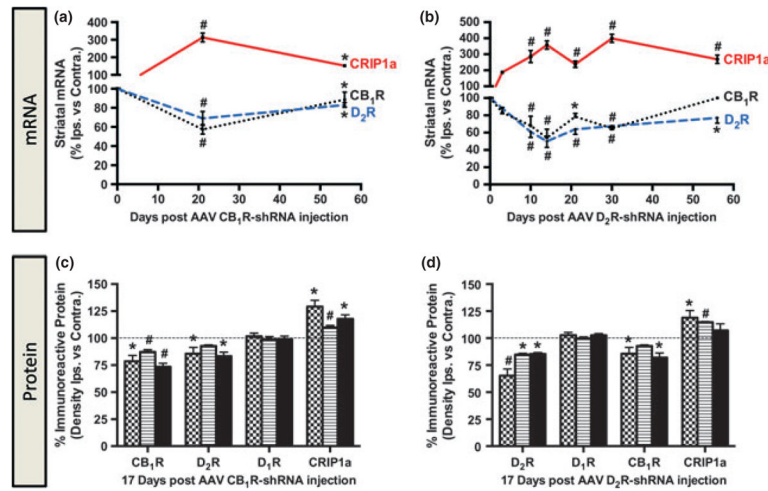 mRNA
(a)
Striatal mRNA
(% Ips. vs Contra.)
400
300
200
100
100
80
60
40
20
0
#
*
CRIP1a
*
CB₁R
D₂R
*
#
#
0 20 40 60
Days post AAV CB₁R-shRNA injection
(b)
Striatal mRNA
(% Ips. vs Contra.)
500
400
300
200
100
100
80
60
40
20
0
# # # # #
CRIP1a
CB₁R
D₂R
# # * #
# # # # *
0 10 20 30 40 50 60
Days post AAV D₂R-shRNA injection
Protein
(c)
% Immunoreactive Protein
(Density Ips. vs Contra.)
150
125
100
75
50
25
0
* # # * * * # *
CB₁R D₂R D₁R CRIP1a
17 Days post AAV CB₁R-shRNA injection
(d)
% Immunoreactive Protein
(Density Ips. vs Contra.)
150
125
100
75
50
25
0
# * * * * * #
D₂R D₁R CB₁R CRIP1a
17 Days post AAV D₂R-shRNA injection